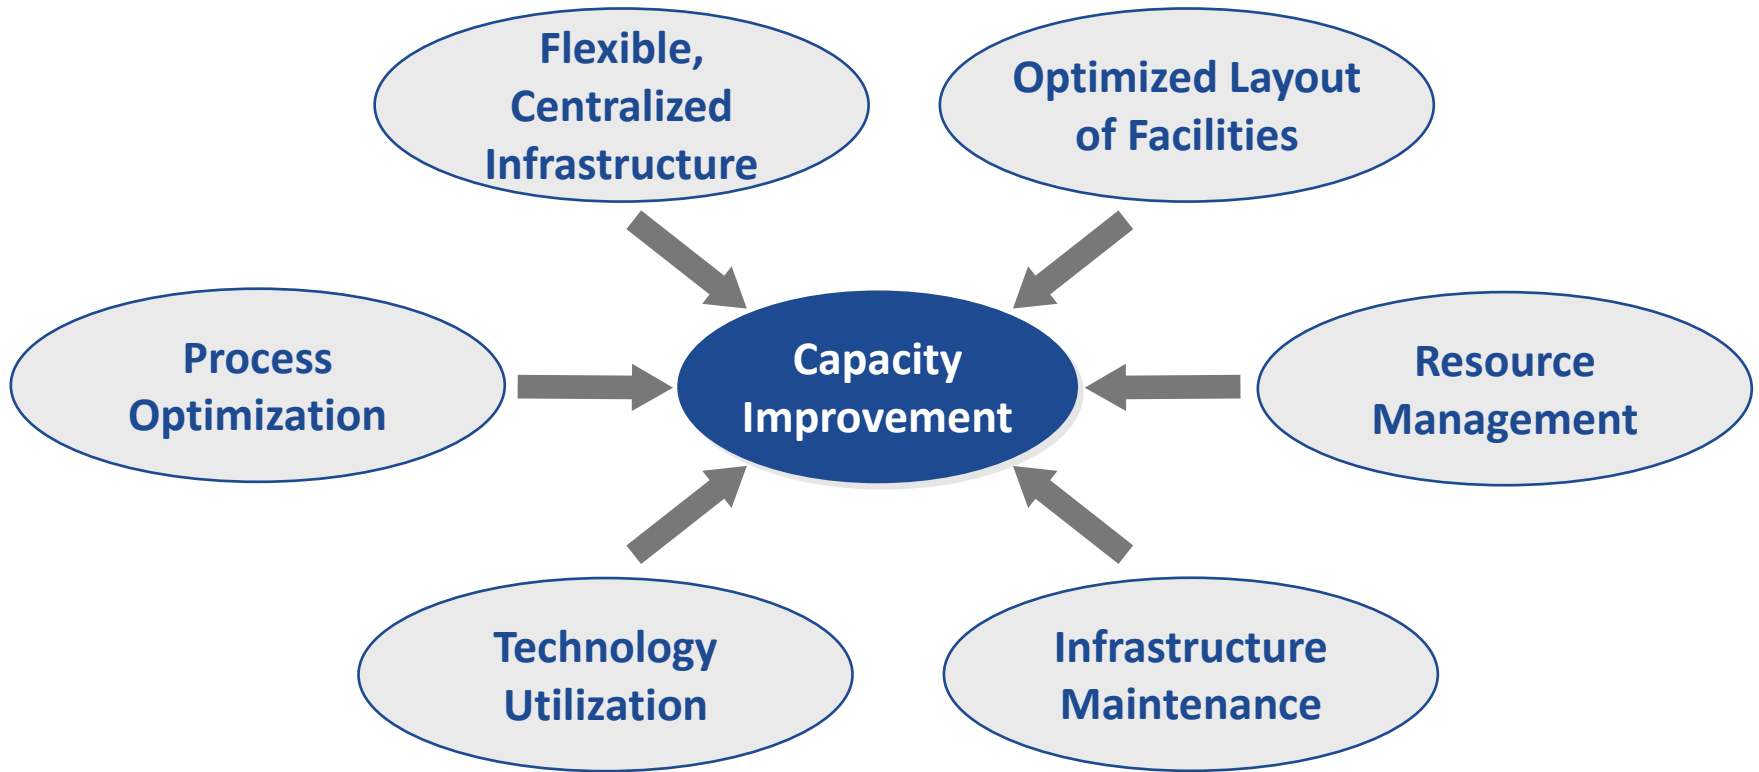 Flexible,
Centralized
Infrastructure
Optimized Layout
of Facilities
Process
Optimization
Capacity
Improvement
Resource
Management
Technology
Utilization
Infrastructure
Maintenance